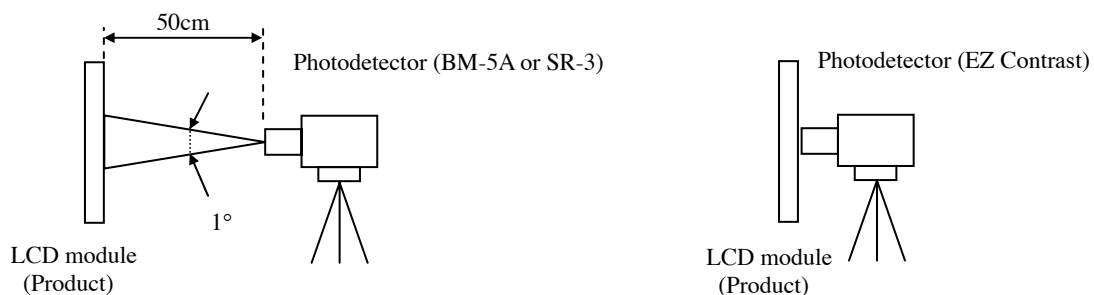 50cm
Photodetector (BM-5A or SR-3)
1°
LCD module
(Product)
Photodetector (EZ Contrast)
LCD module
(Product)